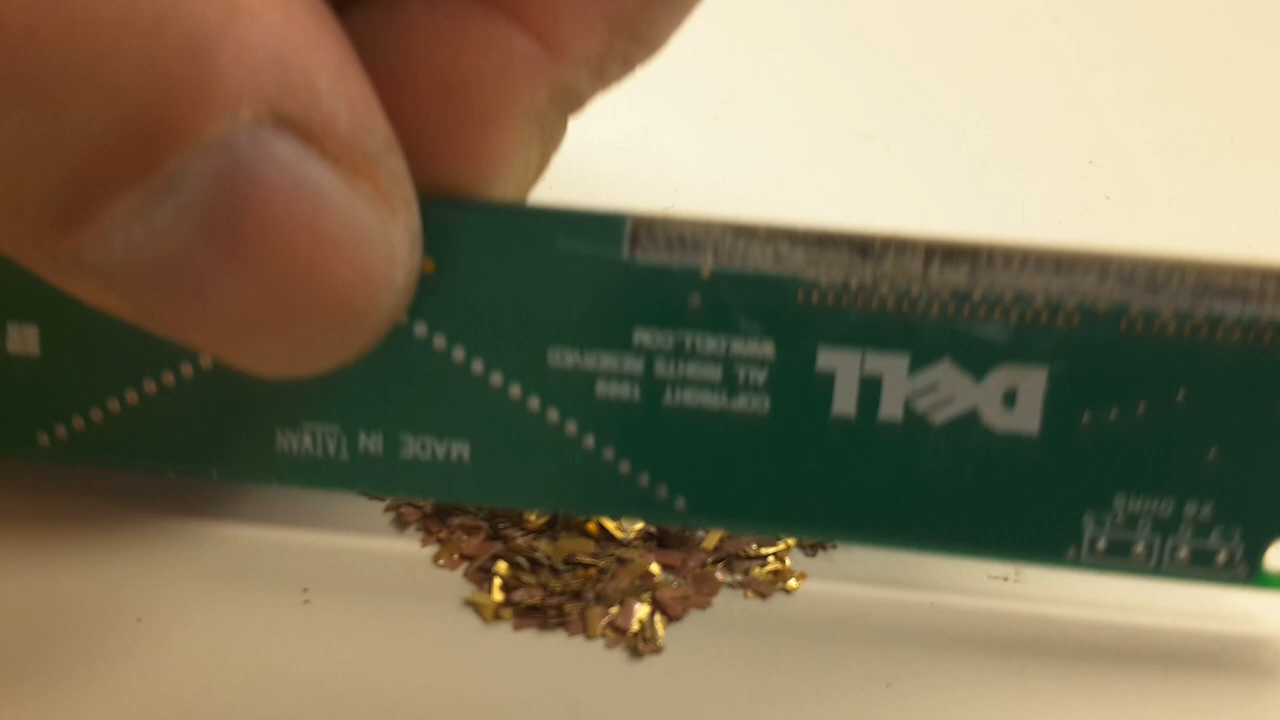 MADE IN TAIWAN
DELL
COPYRIGHT 1999
ALL RIGHTS RESERVED
WWW.DELL.COM